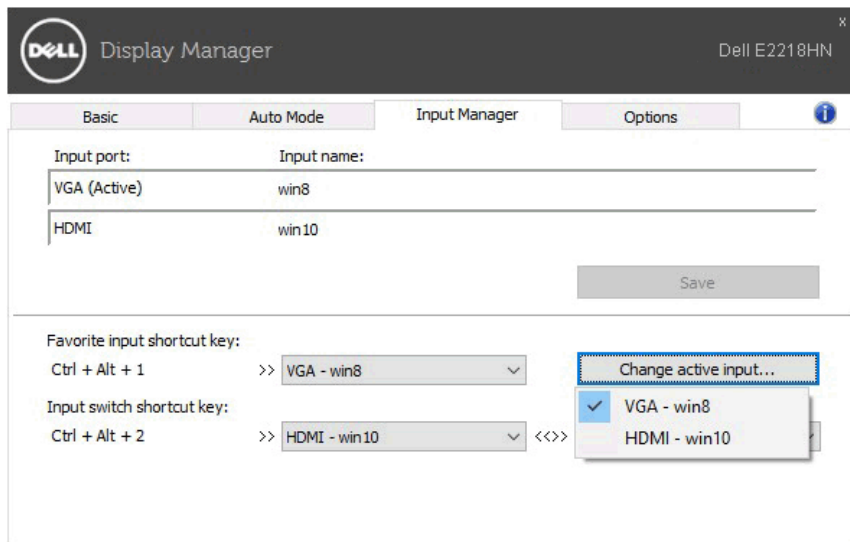 DELL Display Manager
x
Dell E2218HN
Basic Auto Mode Input Manager Options i
Input port: Input name:
VGA (Active) win8
HDMI win10
Save
Favorite input shortcut key:
Ctrl + Alt + 1 >> VGA - win8 Change active input...
Input switch shortcut key:
VGA - win8
Ctrl + Alt + 2 >> HDMI - win10 <<>> HDMI - win10